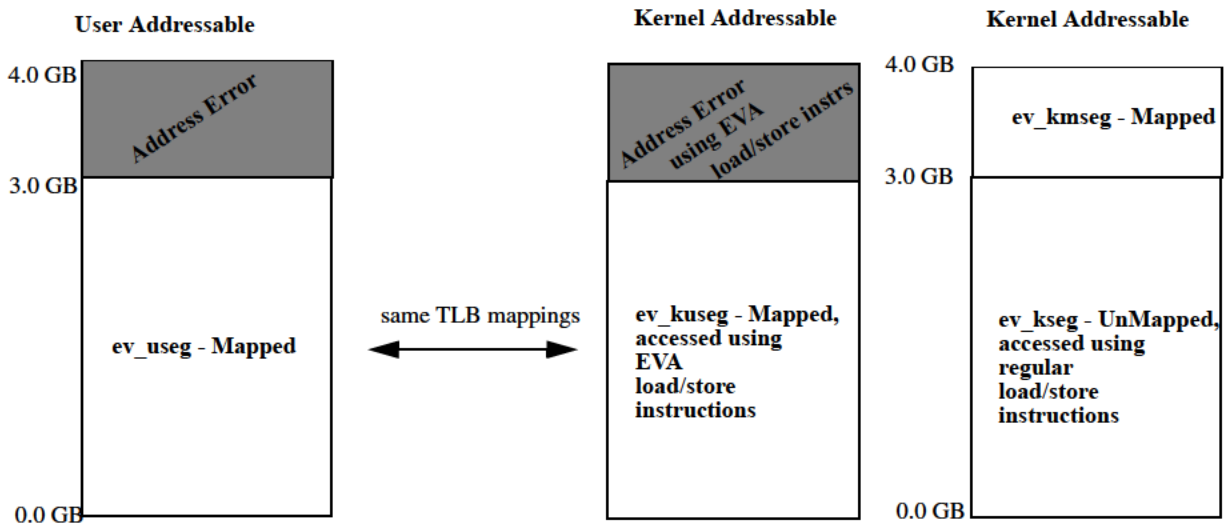 User Addressable
4.0 GB
Address Error
3.0 GB
ev_useg - Mapped
0.0 GB
same TLB mappings
Kernel Addressable
Address Error
using EVA
load/store instrs
ev_kuseg - Mapped,
accessed using
EVA
load/store
instructions
Kernel Addressable
4.0 GB
ev_kmseg - Mapped
3.0 GB
ev_kseg - UnMapped,
accessed using
regular
load/store
instructions
0.0 GB